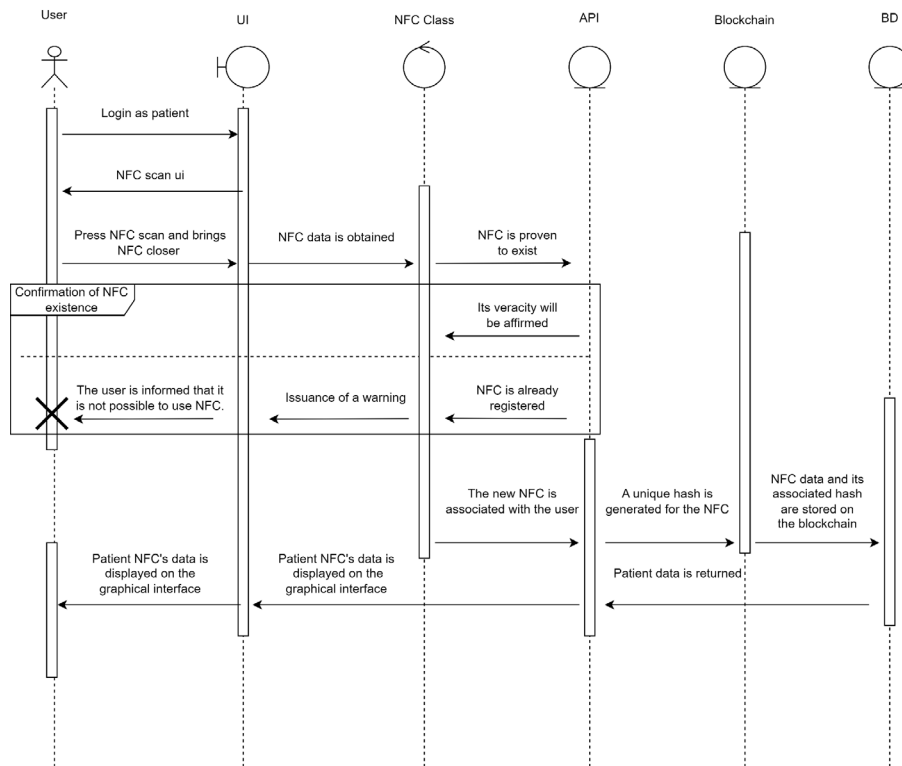 User
UI
NFC Class
API
Blockchain
BD
Login as patient
NFC scan ui
Press NFC scan and brings
NFC closer
NFC data is obtained
NFC is proven
to exist
Confirmation of NFC
existence
Its veracity will
be affirmed
The user is informed that it
is not possible to use NFC.
Issuance of a warning
NFC is already
registered
The new NFC is
associated with the user
A unique hash is
generated for the NFC
NFC data and its
associated hash
are stored on
the blockchain
Patient NFC's data is
displayed on the
graphical interface
Patient NFC's data is
displayed on the
graphical interface
Patient data is returned